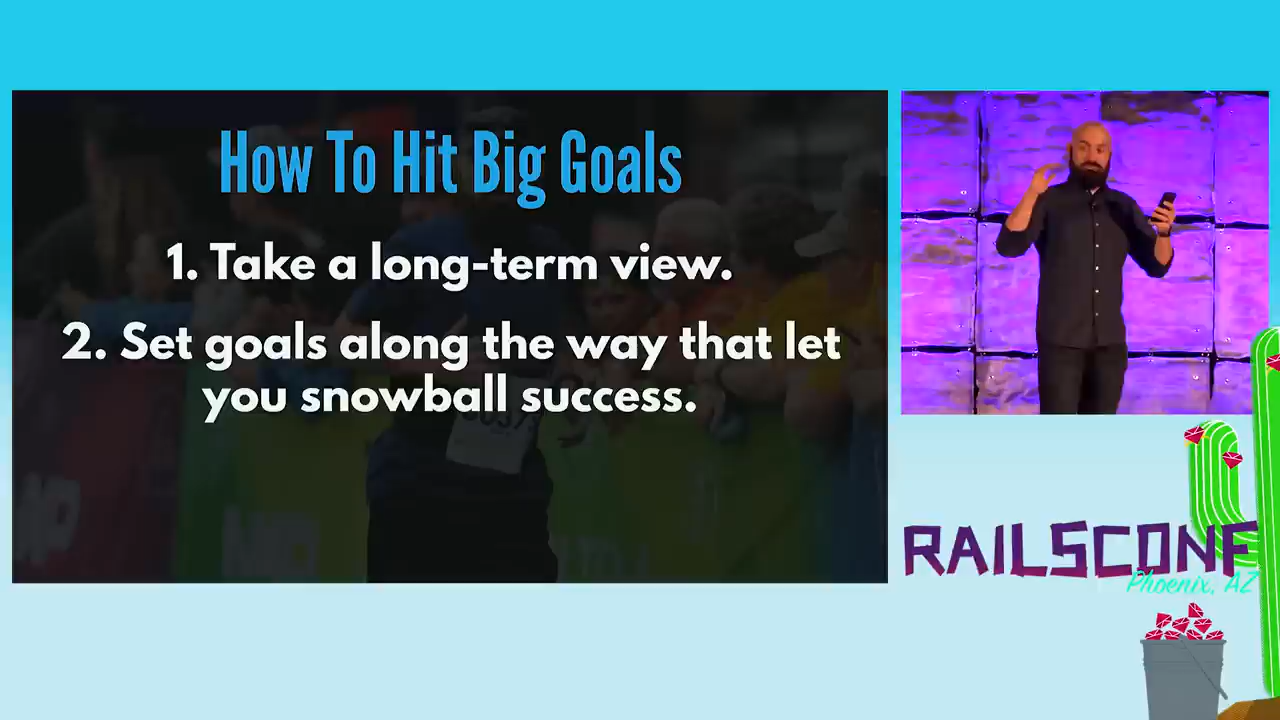 How To Hit Big Goals
1. Take a long-term view.
2. Set goals along the way that let
you snowball success.
RAILSCONF
Phoenix, AZ